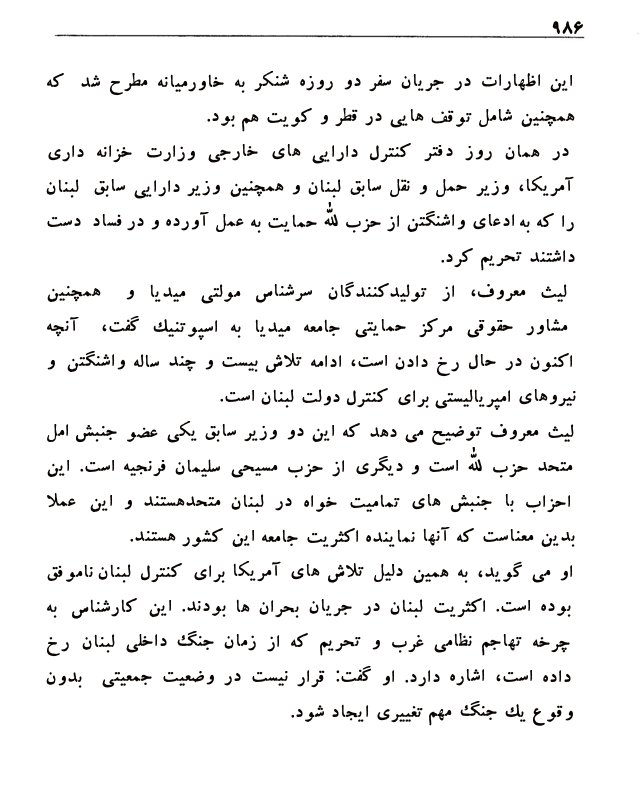 ۹۸۶
این اظهارات در جریان سفر دو روزه شنکر به خاورمیانه مطرح شد که
همچنین شامل توقف هایی در قطر و کویت هم بود.
در همان روز دفتر کنترل دارایی های خارجی وزارت خزانه داری
آمریکا، وزیر حمل و نقل سابق لبنان و همچنین وزیر دارایی سابق لبنان
را که به ادعای واشنگتن از حزب الله حمایت به عمل آورده و در فساد دست
داشتند تحریم کرد.
لیث معروف، از تولیدکنندگان سرشناس مولتی میدیا و همچنین
مشاور حقوقی مرکز حمایتی جامعه میدیا به اسپوتنیك گفت، آنچه
اکنون در حال رخ دادن است، ادامه تلاش بیست و چند ساله واشنگتن و
نیروهای امپریالیستی برای کنترل دولت لبنان است.
لیث معروف توضیح می دهد که این دو وزیر سابق یکی عضو جنبش امل
متحد حزب الله است و دیگری از حزب مسیحی سلیمان فرنجیه است. این
احزاب با جنبش های تمامیت خواه در لبنان متحدهستند و این عملا
بدین معناست که آنها نماینده اکثریت جامعه این کشور هستند.
او می گوید، به همین دلیل تلاش های آمریکا برای کنترل لبنان ناموفق
بوده است. اکثریت لبنان در جریان بحران ها بودند. این کارشناس به
چرخه تهاجم نظامی غرب و تحریم که از زمان جنگ داخلی لبنان رخ
داده است، اشاره دارد. او گفت: قرار نیست در وضعیت جمعیتی بدون
وقوع یك جنگ مهم تغییری ایجاد شود.